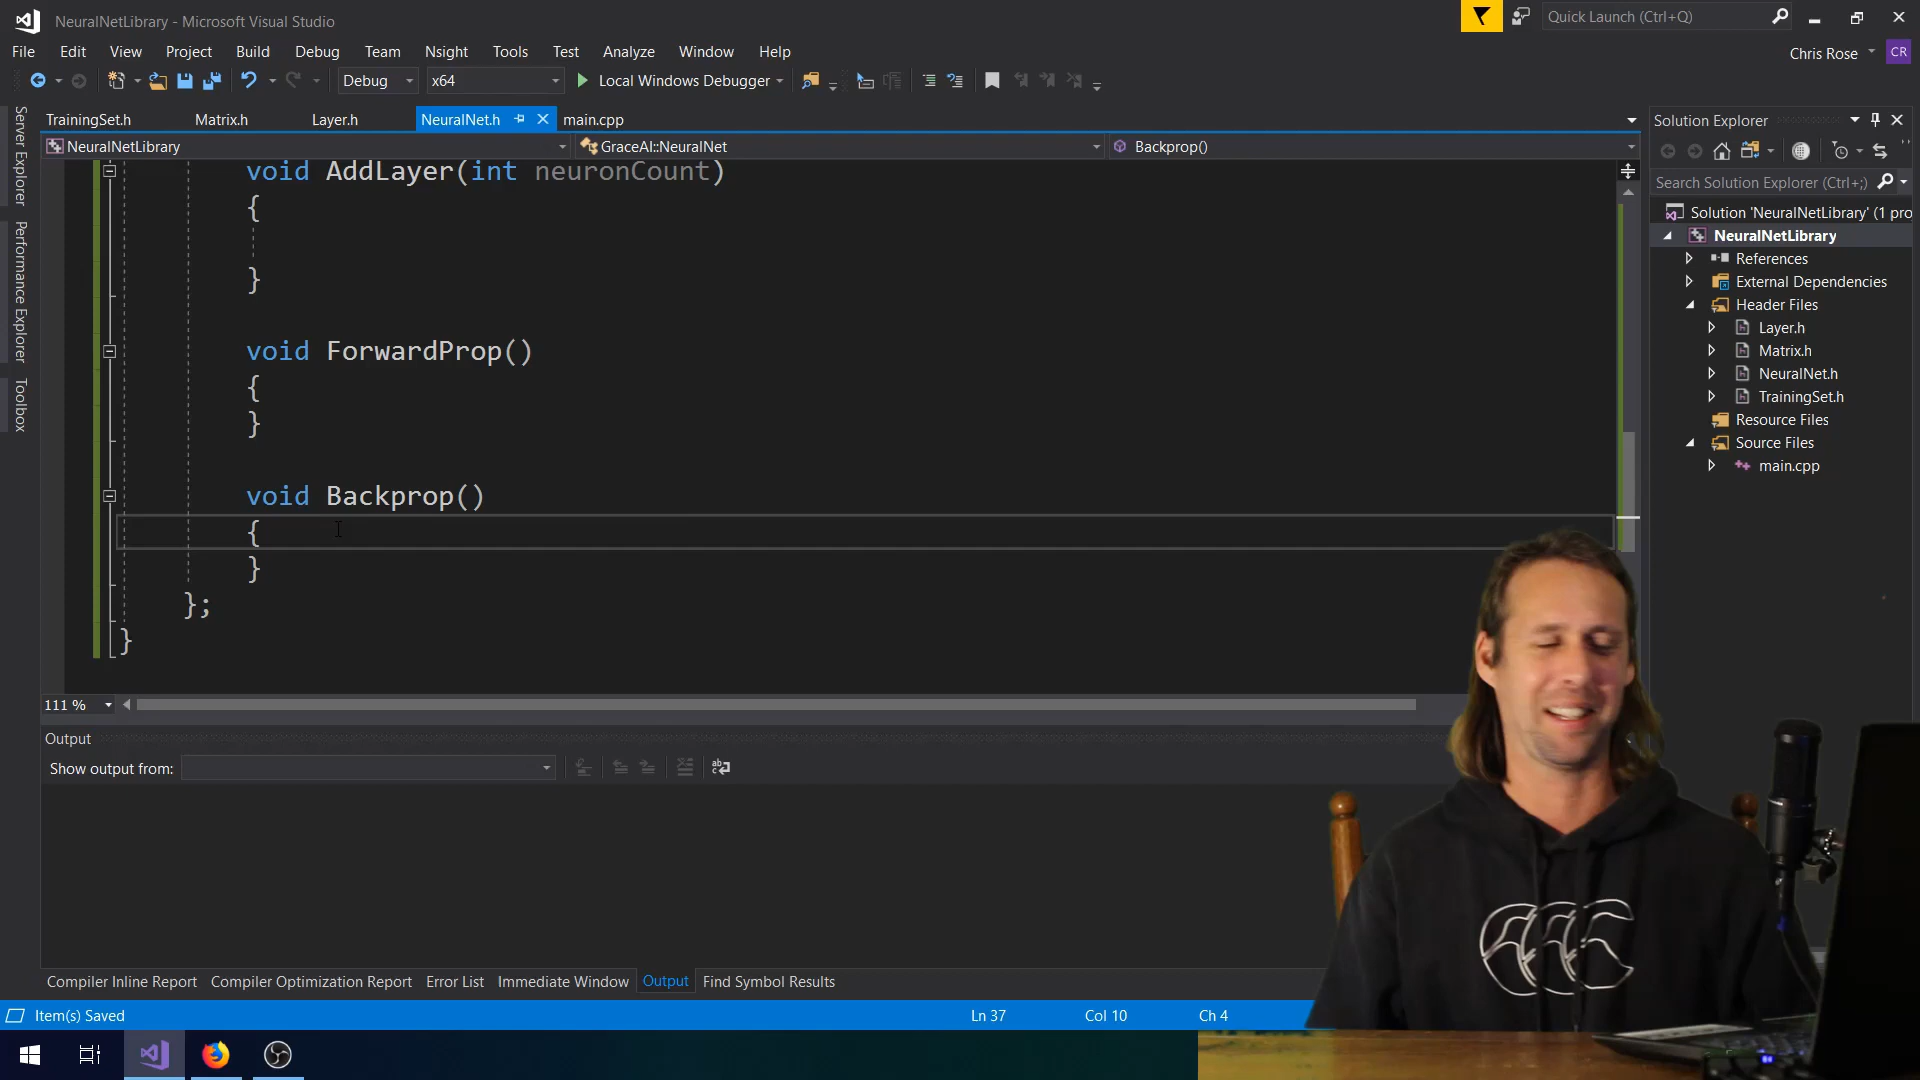 NeuralNetLibrary - Microsoft Visual Studio
Quick Launch (Ctrl+Q)
File Edit View Project Build Debug Team Nsight Tools Test Analyze Window Help
Chris Rose CR
Debug x64 Local Windows Debugger
Server Explorer
Performance Explorer
Toolbox
TrainingSet.h Matrix.h Layer.h NeuralNet.h main.cpp
NeuralNetLibrary GraceAI::NeuralNet Backprop()
void AddLayer(int neuronCount)
{
}
void ForwardProp()
{
}
void Backprop()
{
}
};
}
111 %
Output
Show output from:
Compiler Inline Report Compiler Optimization Report Error List Immediate Window Output Find Symbol Results
Item(s) Saved Ln 37 Col 10 Ch 4
Solution Explorer
Search Solution Explorer (Ctrl+;)
Solution 'NeuralNetLibrary' (1 pro
NeuralNetLibrary
References
External Dependencies
Header Files
Layer.h
Matrix.h
NeuralNet.h
TrainingSet.h
Resource Files
Source Files
main.cpp